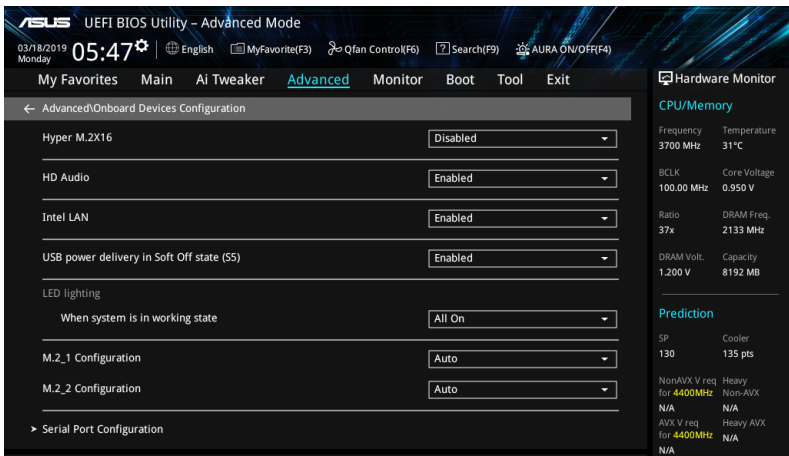 ASUS UEFI BIOS Utility – Advanced Mode
03/18/2019 Monday 05:47 English MyFavorite(F3) Qfan Control(F6) ? Search(F9) AURA ON/OFF(F4)
My Favorites Main Ai Tweaker Advanced Monitor Boot Tool Exit
← Advanced\Onboard Devices Configuration
Hyper M.2X16 Disabled
HD Audio Enabled
Intel LAN Enabled
USB power delivery in Soft Off state (S5) Enabled
LED lighting
When system is in working state All On
M.2_1 Configuration Auto
M.2_2 Configuration Auto
Serial Port Configuration
Hardware Monitor
CPU/Memory
Frequency Temperature
3700 MHz 31°C
BCLK Core Voltage
100.00 MHz 0.950 V
Ratio DRAM Freq.
37x 2133 MHz
DRAM Volt. Capacity
1.200 V 8192 MB
Prediction
SP Cooler
130 135 pts
NonAVX V req Heavy
for 4400MHz Non-AVX
N/A N/A
AVX V req Heavy AVX
for 4400MHz N/A
N/A